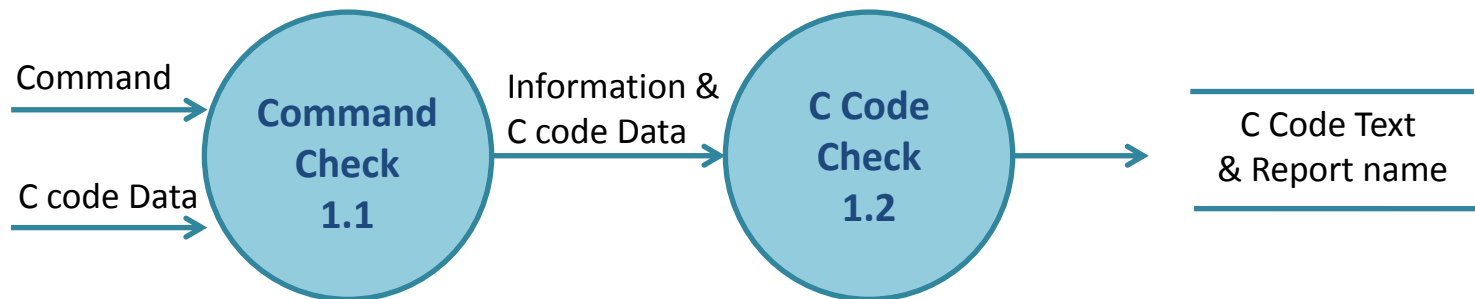 Command
C code Data
Command
Check
1.1
Information &
C code Data
C Code
Check
1.2
C Code Text
& Report name